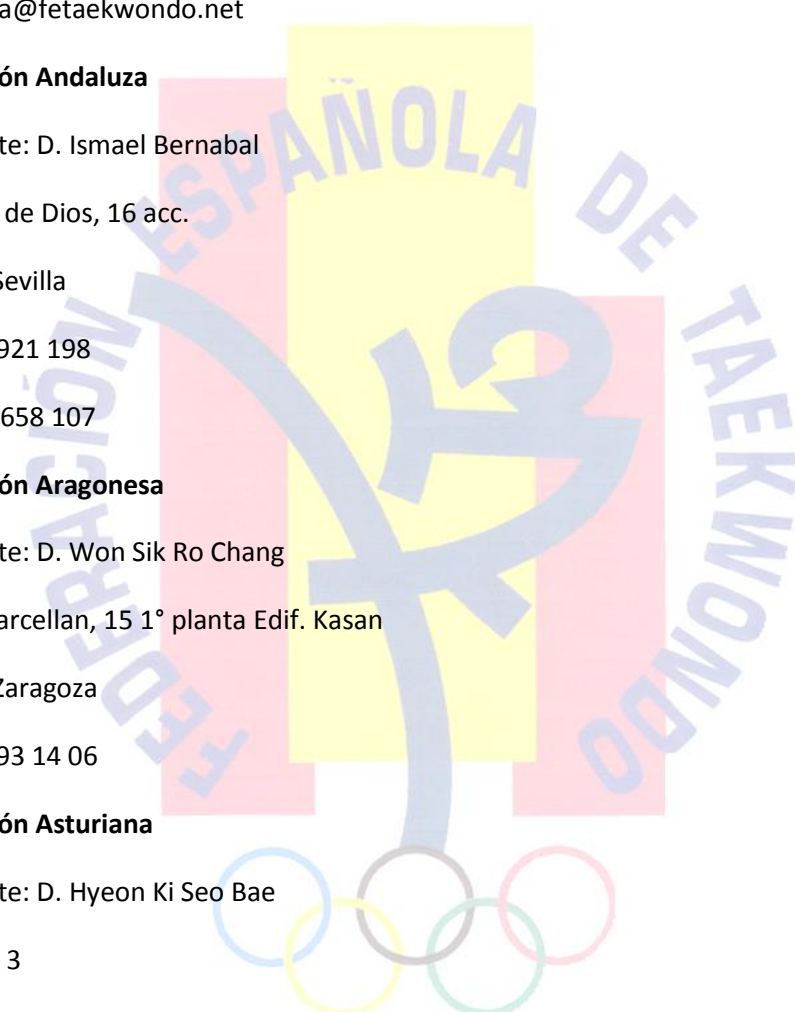 a@fetaekwondo.net
ón Andaluza
te: D. Ismael Bernabal
de Dios, 16 acc.
Sevilla
921 198
658 107
ón Aragonesa
te: D. Won Sik Ro Chang
arcellan, 15 1° planta Edif. Kasan
Zaragoza
93 14 06
ón Asturiana
te: D. Hyeon Ki Seo Bae
3
FEDERACIÓN ESPAÑOLA DE TAEKWONDO